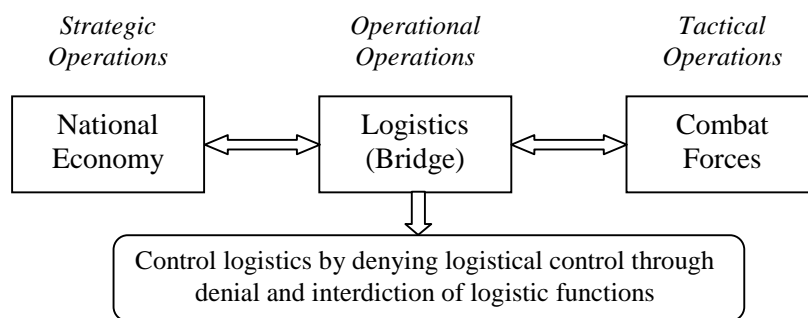 Strategic
Operations
Operational
Operations
Tactical
Operations
National
Economy
Logistics
(Bridge)
Combat
Forces
Control logistics by denying logistical control through
denial and interdiction of logistic functions